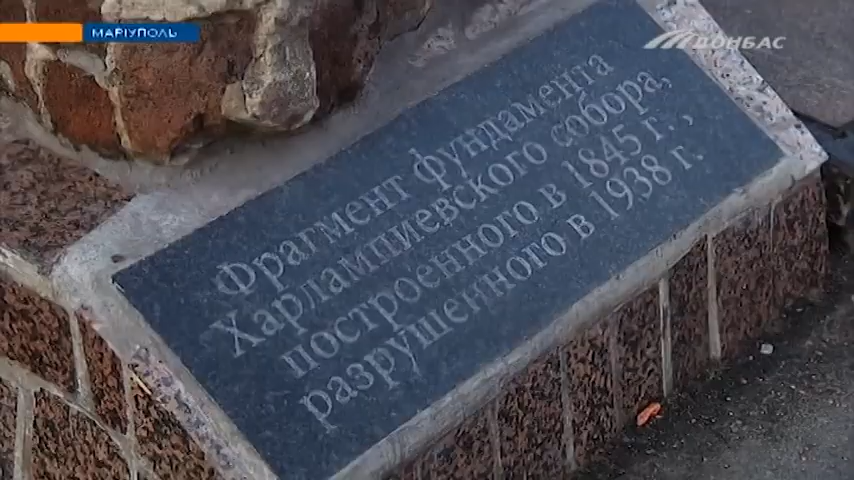 МАРІУПОЛЬ
ДОНБАС
Фрагмент фундамента
Харлампиевского собора,
построенного в 1845 г.,
разрушенного в 1938 г.